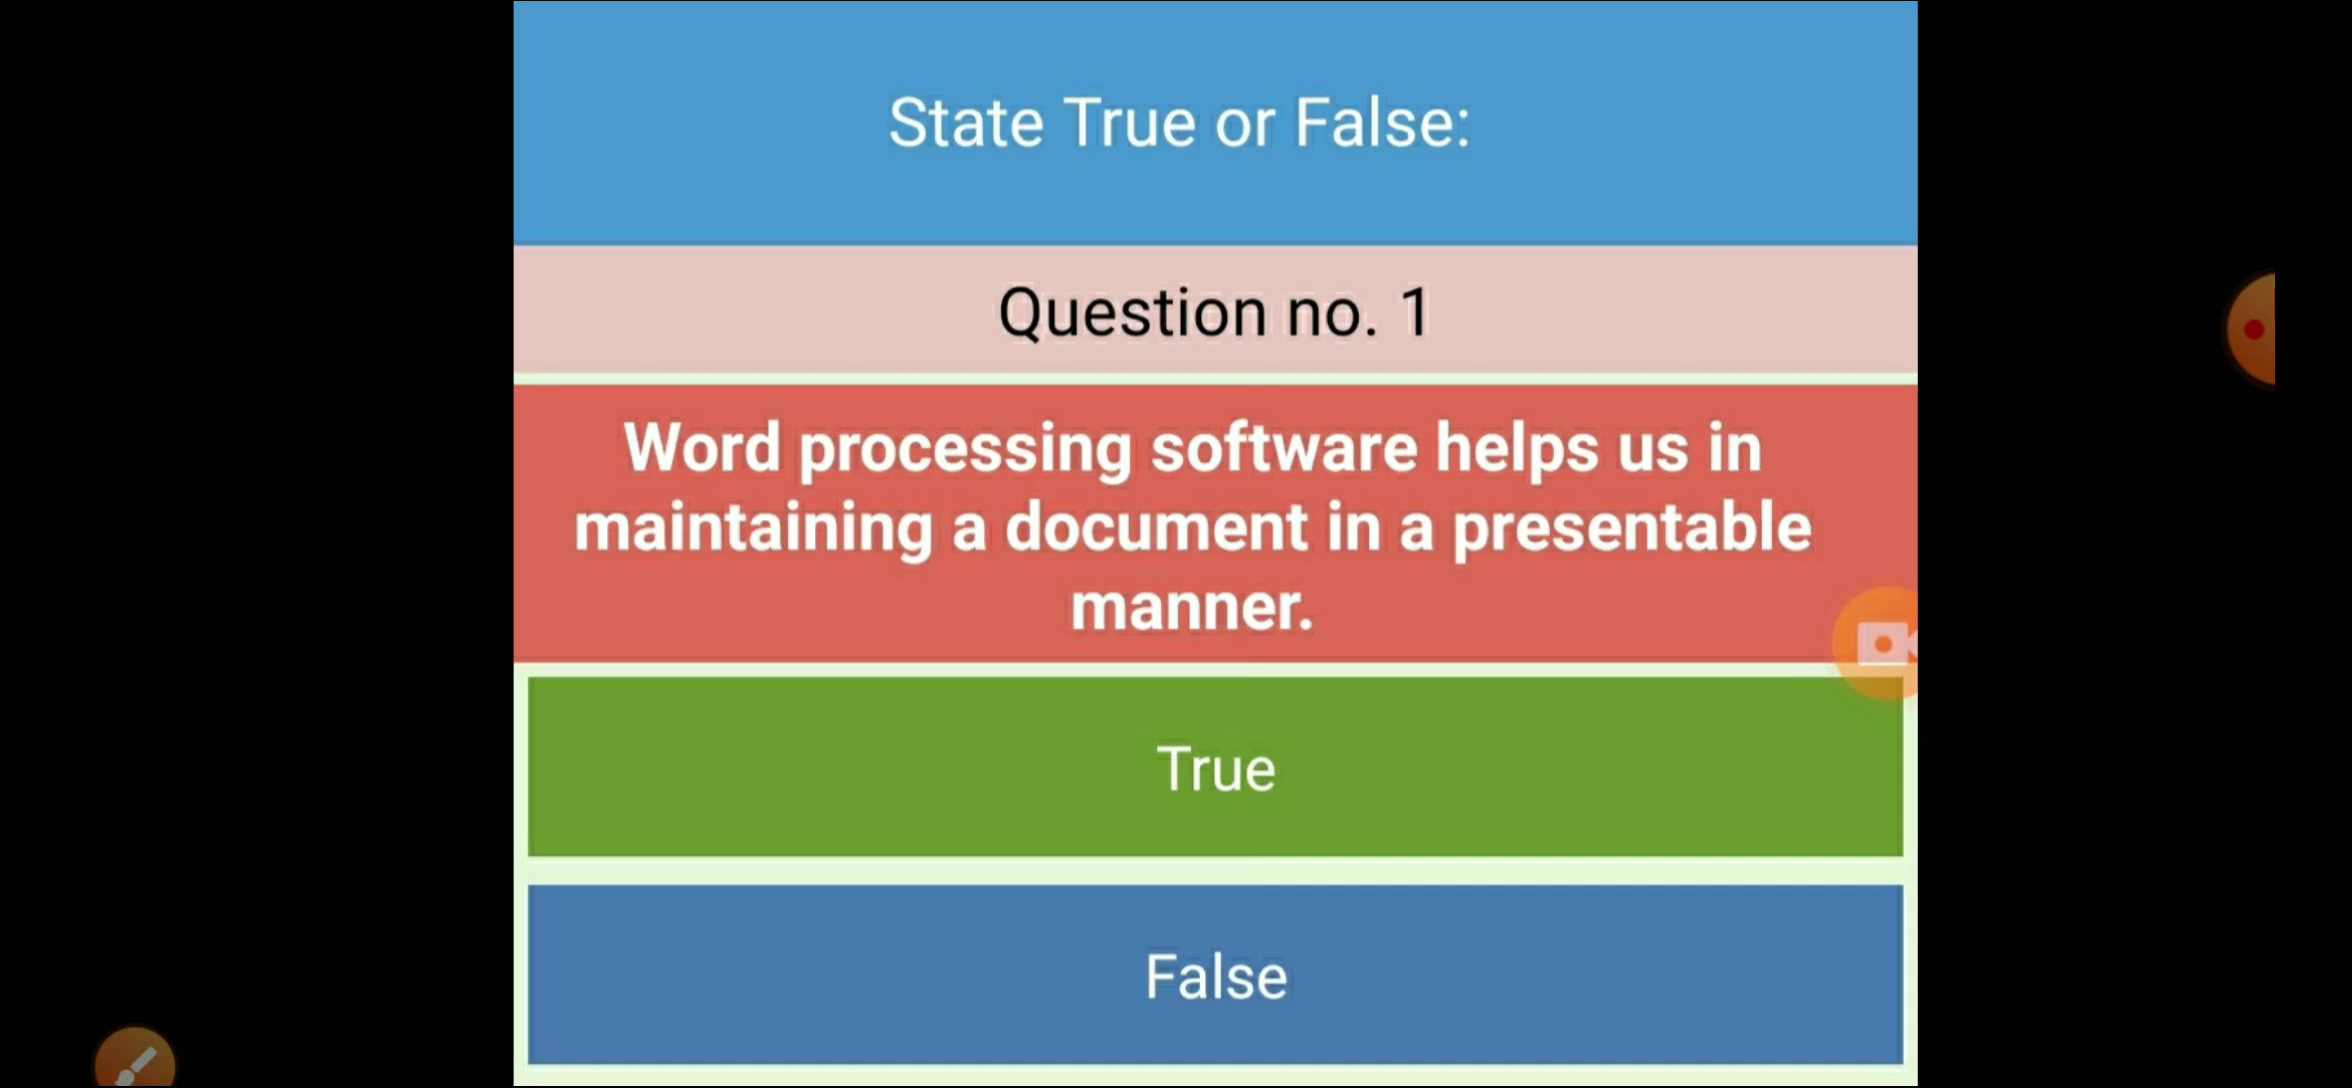 State True or False:
Question no. 1
Word processing software helps us in
maintaining a document in a presentable
manner.
True
False